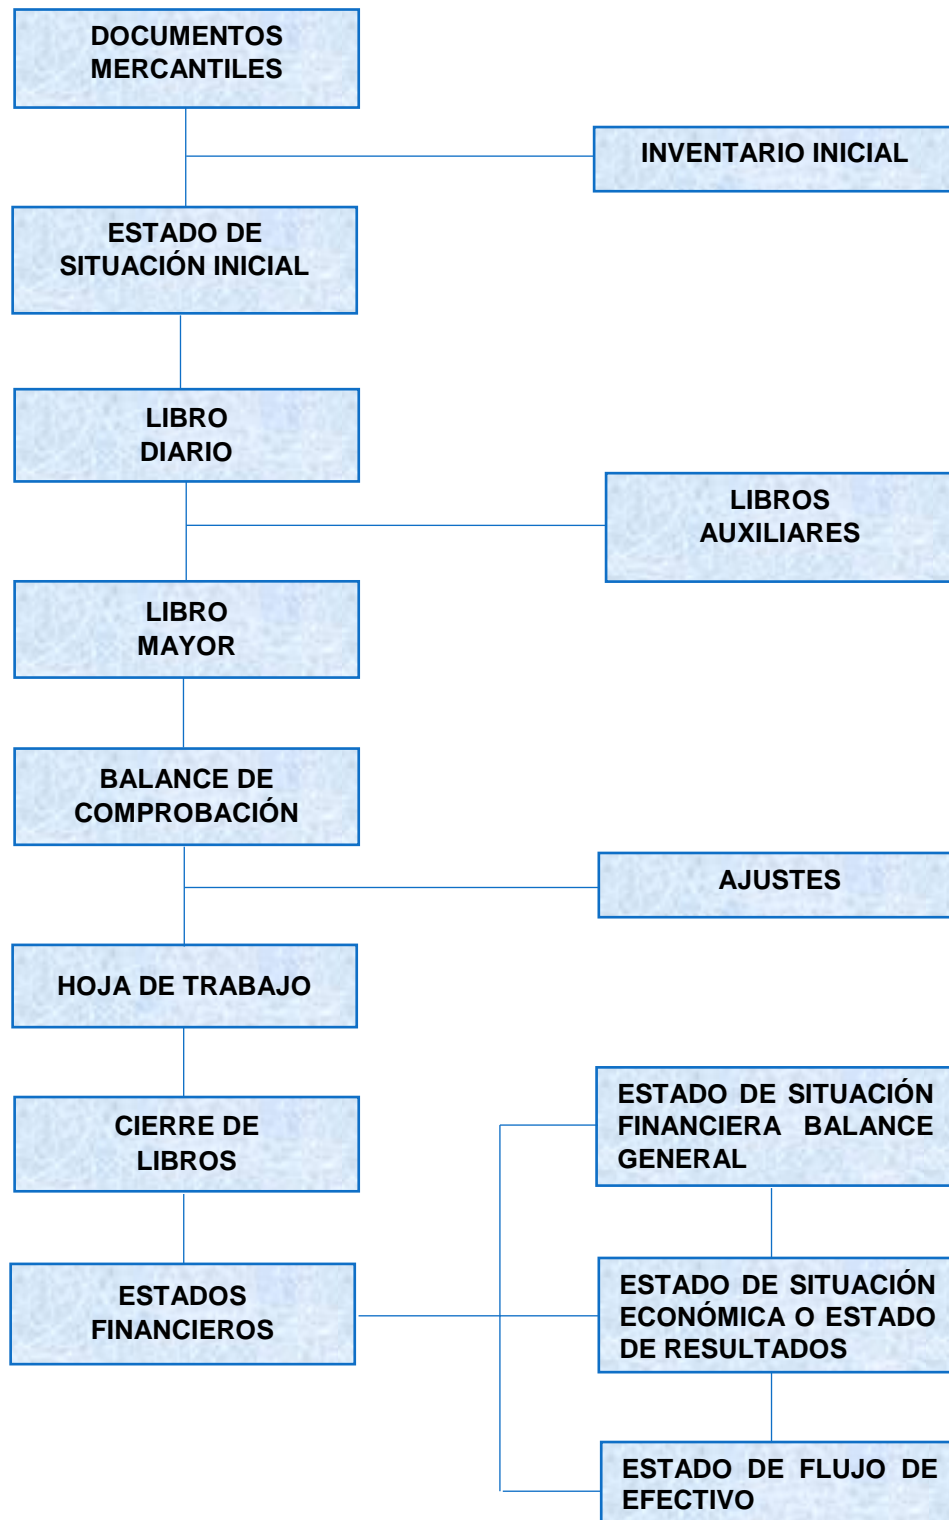 DOCUMENTOS
MERCANTILES
INVENTARIO INICIAL
ESTADO DE
SITUACIÓN INICIAL
LIBRO
DIARIO
LIBROS
AUXILIARES
LIBRO
MAYOR
BALANCE DE
COMPROBACIÓN
AJUSTES
HOJA DE TRABAJO
CIERRE DE
LIBROS
ESTADO DE SITUACIÓN
FINANCIERA BALANCE
GENERAL
ESTADOS
FINANCIEROS
ESTADO DE SITUACIÓN
ECONÓMICA O ESTADO
DE RESULTADOS
ESTADO DE FLUJO DE
EFECTIVO